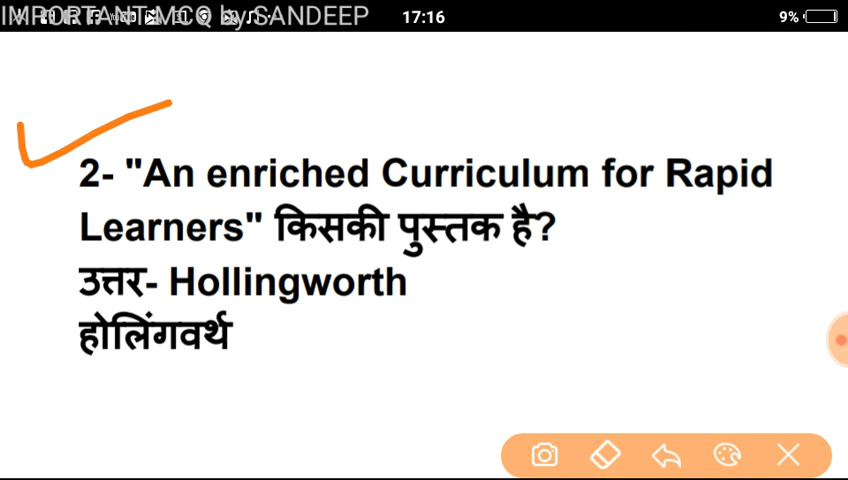 IMPORTANT MCQ by SANDEEP
17:16
9%
2- "An enriched Curriculum for Rapid
Learners" किसकी पुस्तक है?
उत्तर- Hollingworth
होलिंगवर्थ